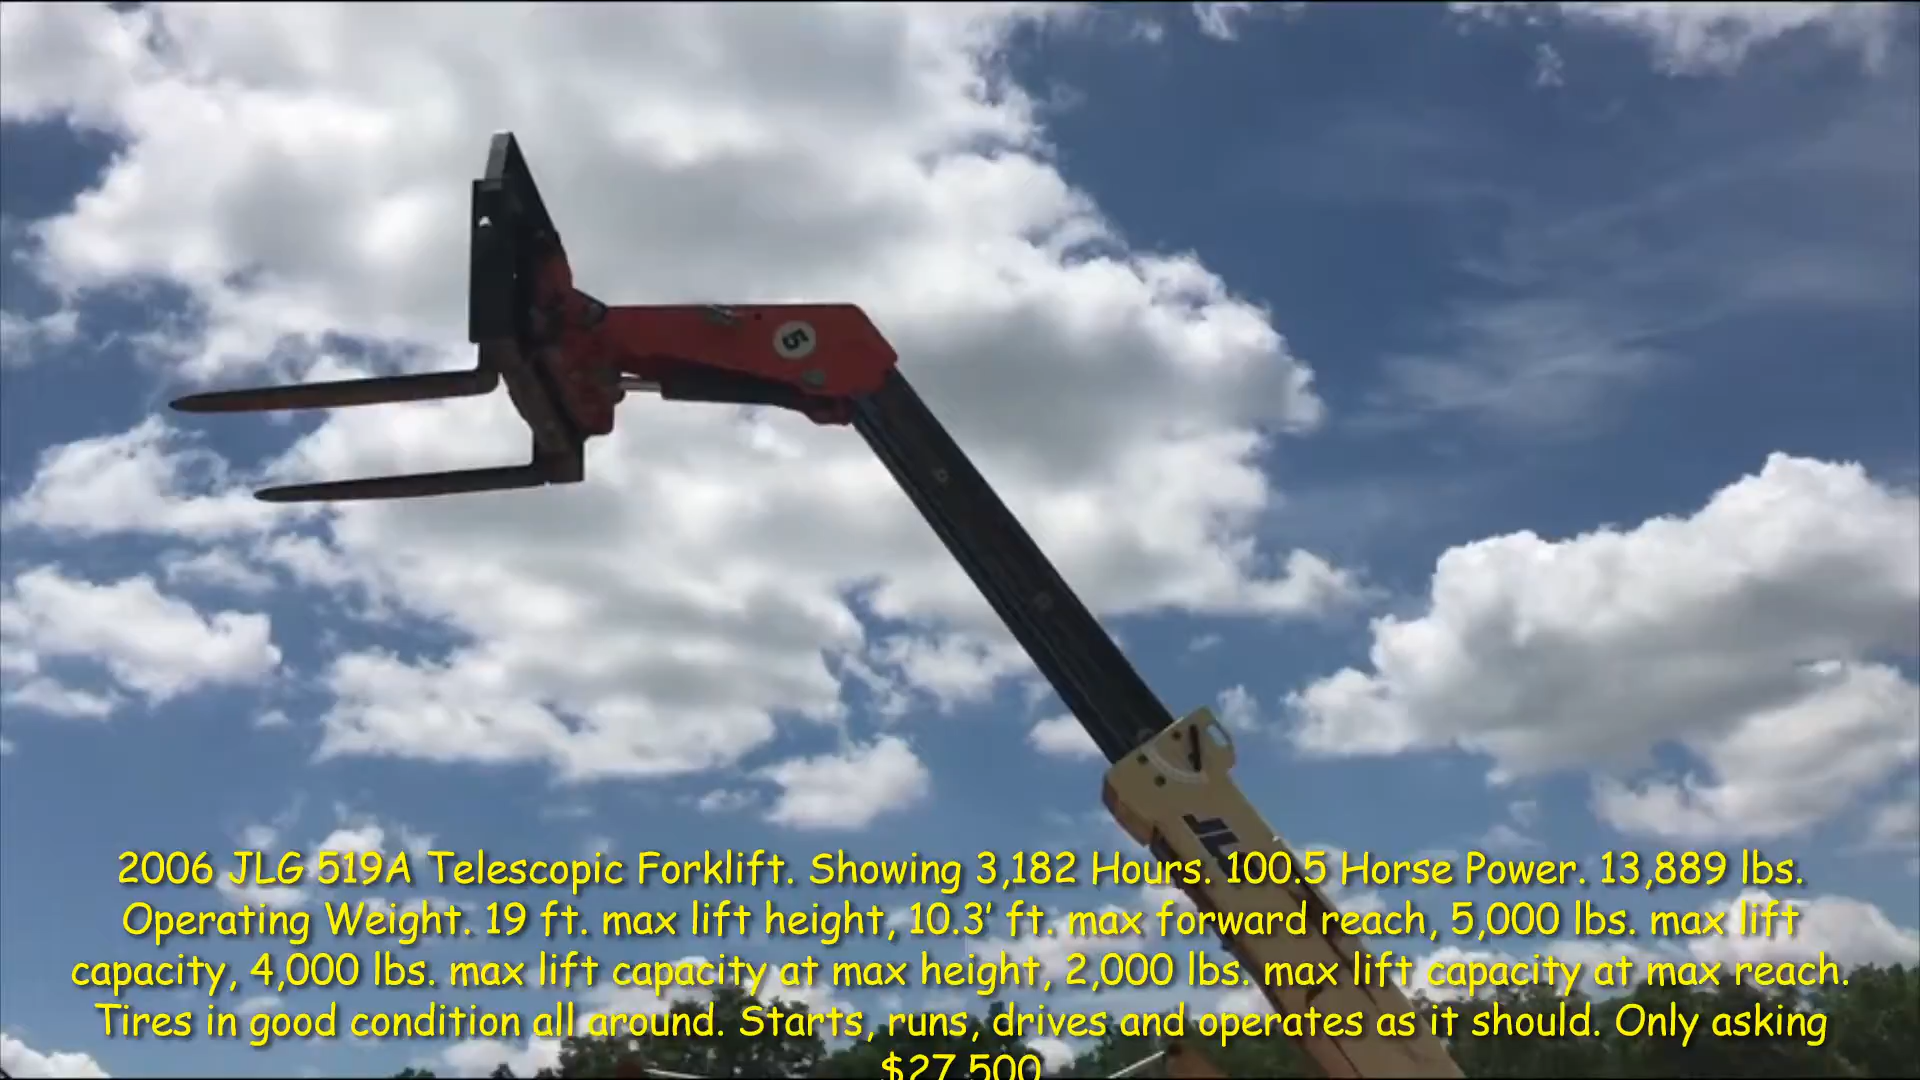 5
JL
2006 JLG 519A Telescopic Forklift. Showing 3,182 Hours. 100.5 Horse Power. 13,889 lbs.
Operating Weight. 19 ft. max lift height, 10.3' ft. max forward reach, 5,000 lbs. max lift
capacity, 4,000 lbs. max lift capacity at max height, 2,000 lbs. max lift capacity at max reach.
Tires in good condition all around. Starts, runs, drives and operates as it should. Only asking
$27,500